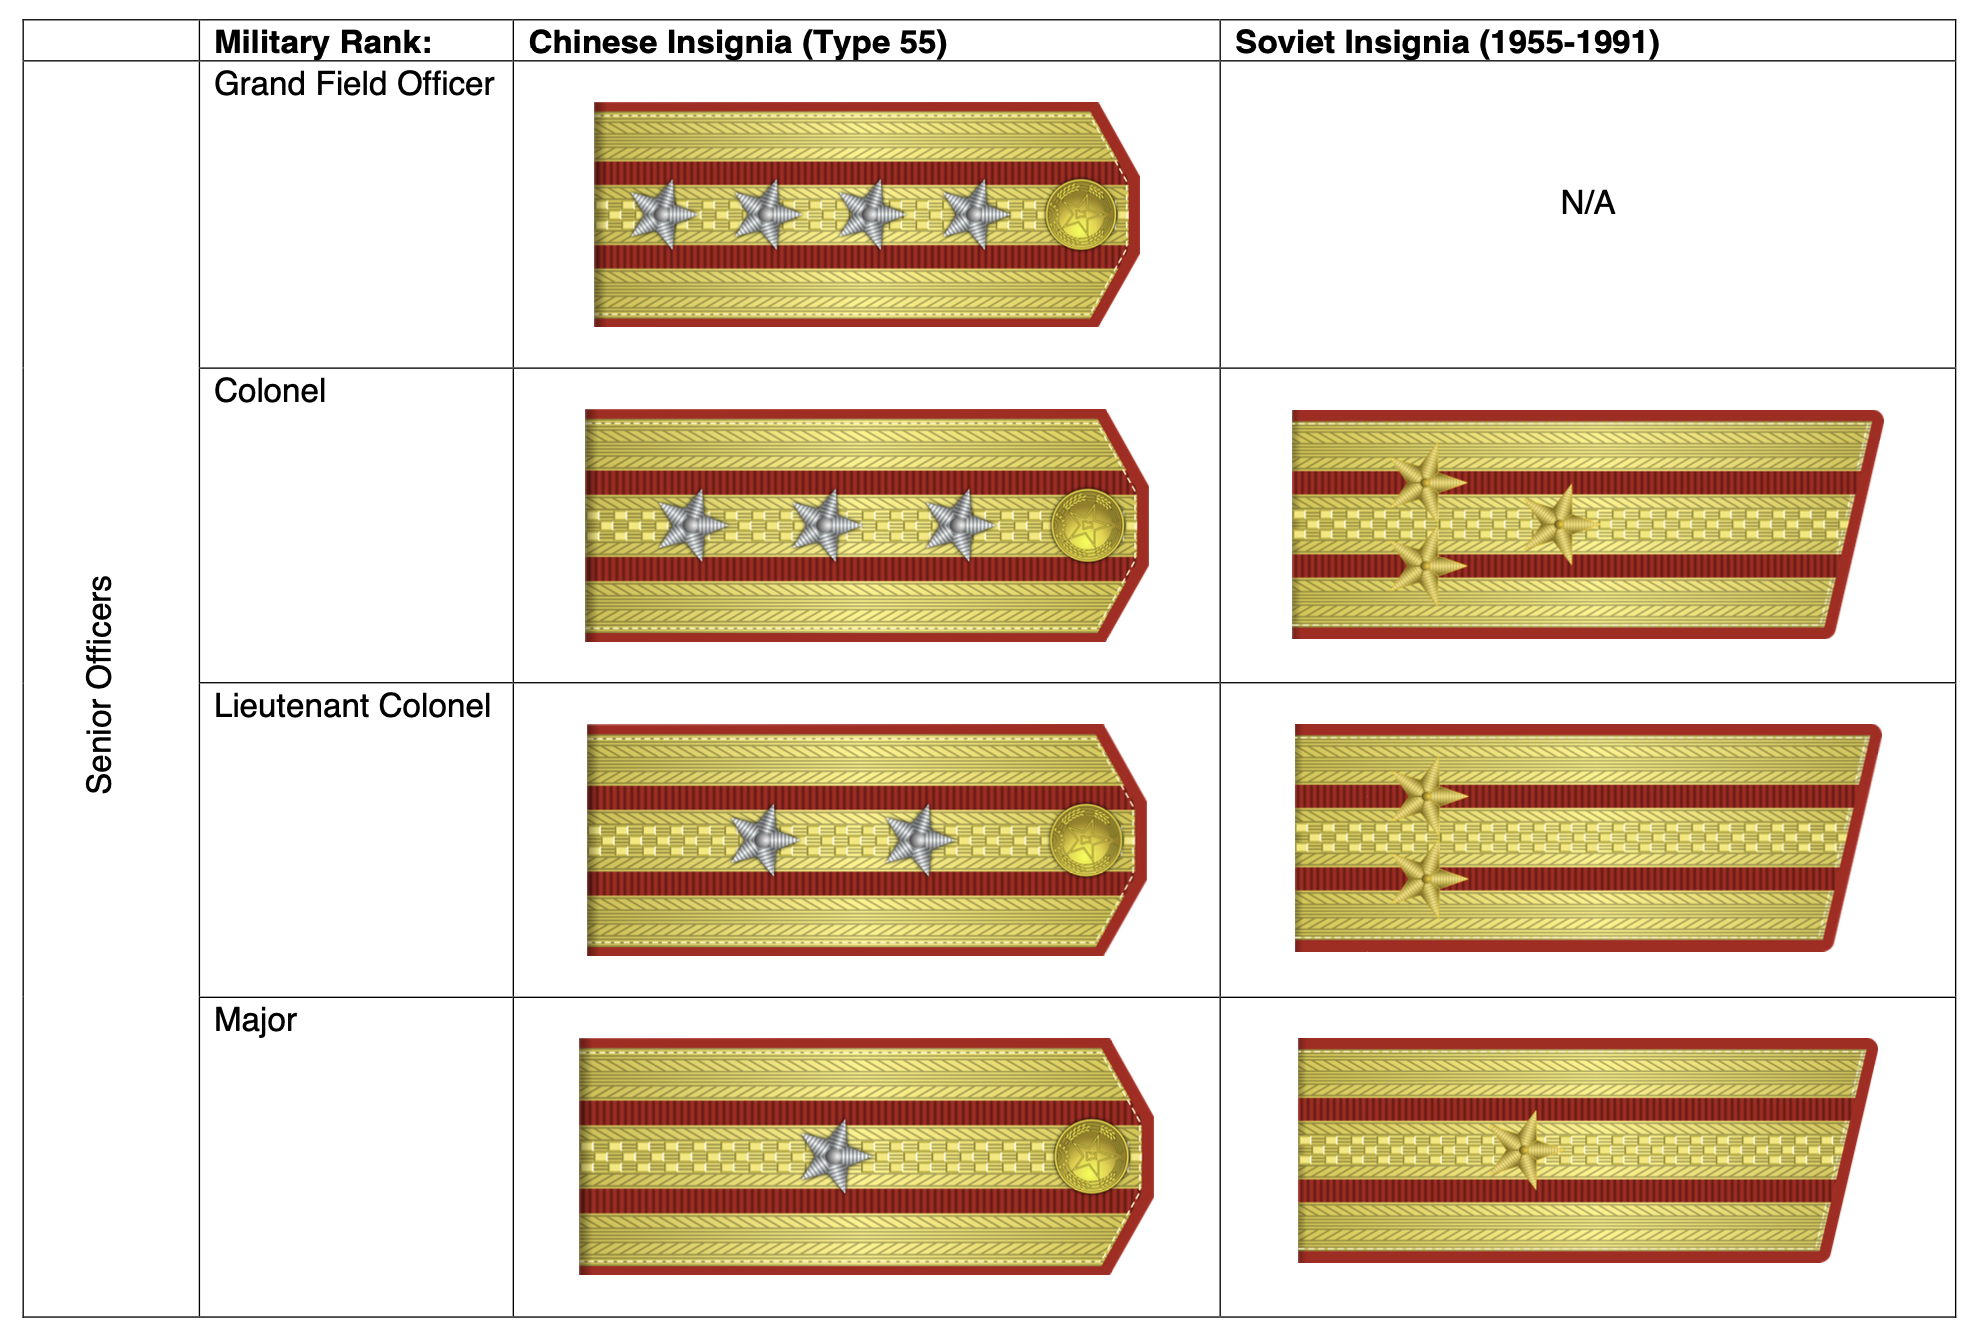 Military Rank:
Chinese Insignia (Type 55)
Soviet Insignia (1955-1991)
Senior Officers
Grand Field Officer
N/A
Colonel
Lieutenant Colonel
Major